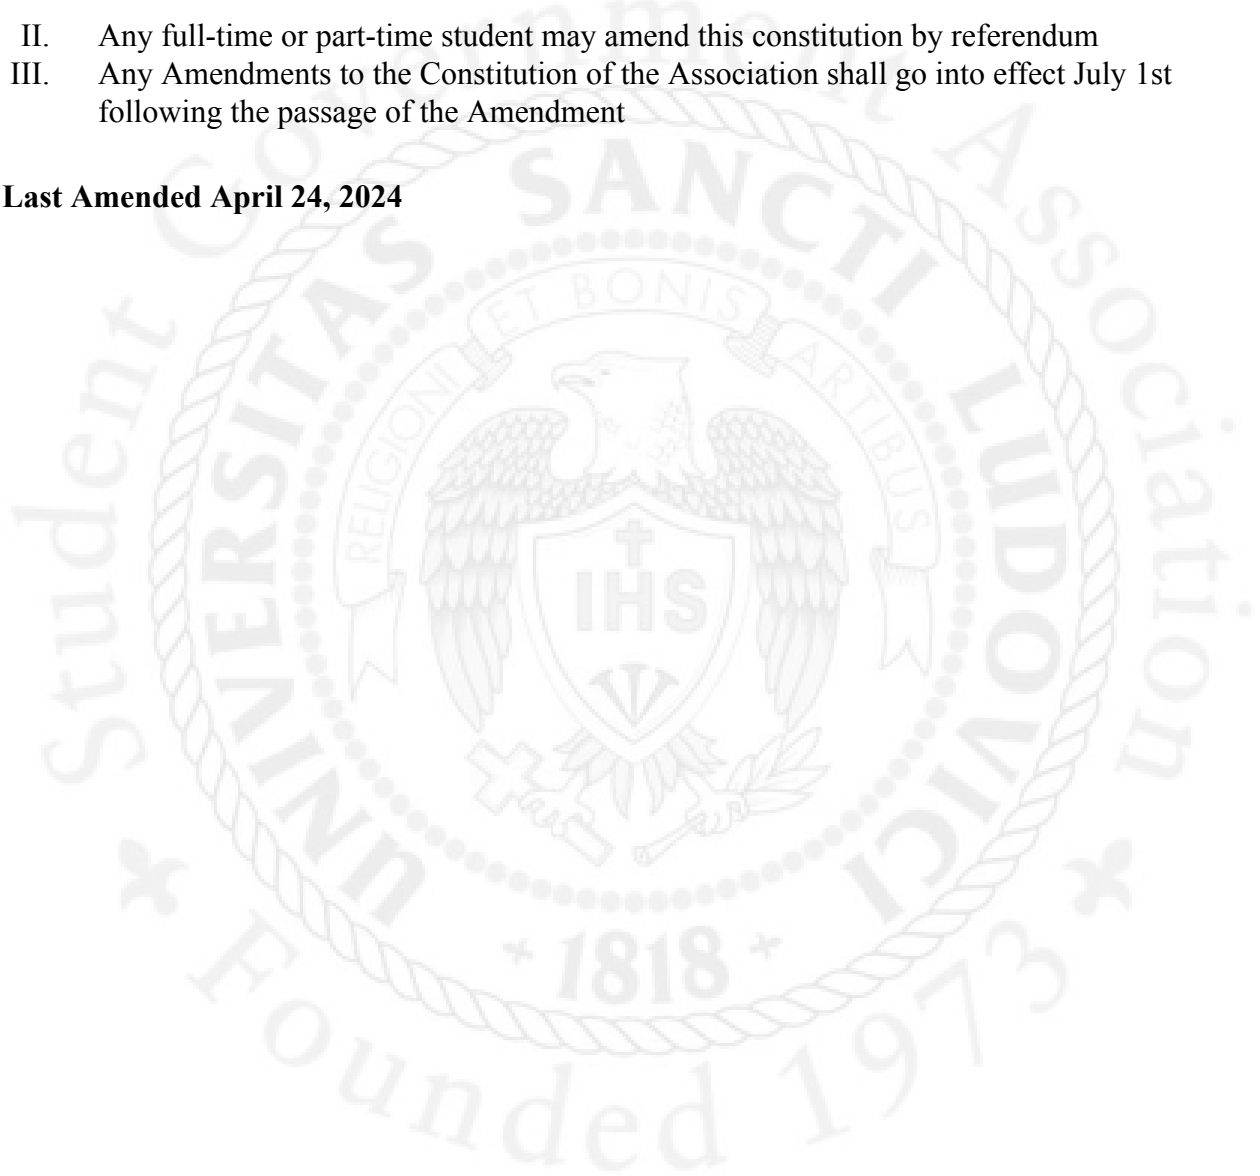 II. Any full-time or part-time student may amend this constitution by referendum
III. Any Amendments to the Constitution of the Association shall go into effect July 1st
following the passage of the Amendment
Last Amended April 24, 2024
Student Government Association
UNIVERSITAS SANCTI LUDOVICI
RELIGIONI ET BONIS ARTIBUS
IHS
1818
Founded 1973